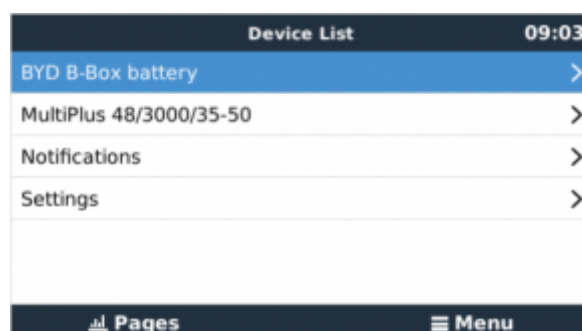 Device List 09:03
BYD B-Box battery
MultiPlus 48/3000/35-50
Notifications
Settings
Pages Menu